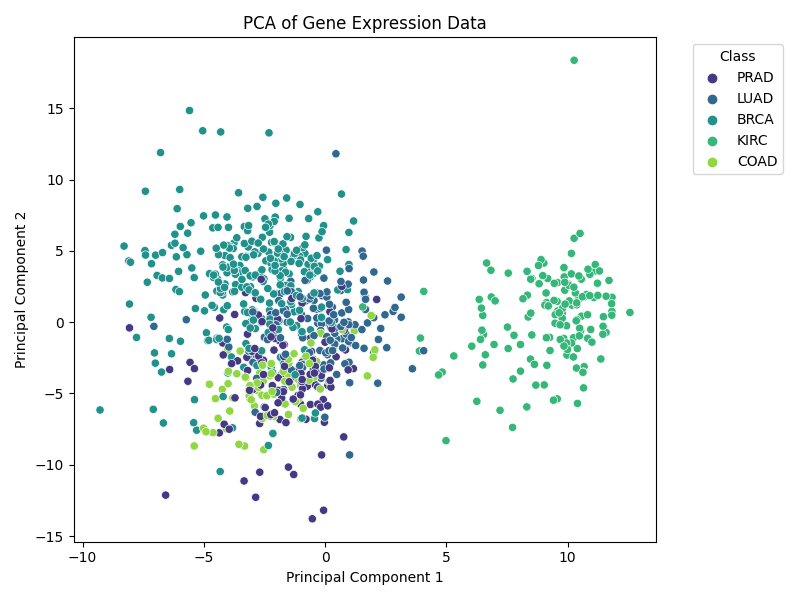 PCA of Gene Expression Data
Principal Component 2
15
10
5
0
−5
−10
−15
−10
−5
0
5
10
Principal Component 1
Class
PRAD
LUAD
BRCA
KIRC
COAD